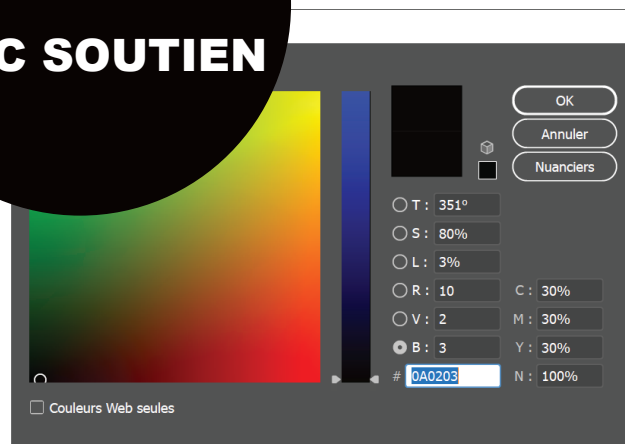 C SOUTIEN
OK
Annuler
Nuanciers
T : 351°
S : 80%
L : 3%
R : 10 C : 30%
V : 2 M : 30%
B : 3 Y : 30%
# 0A0203 N : 100%
Couleurs Web seules